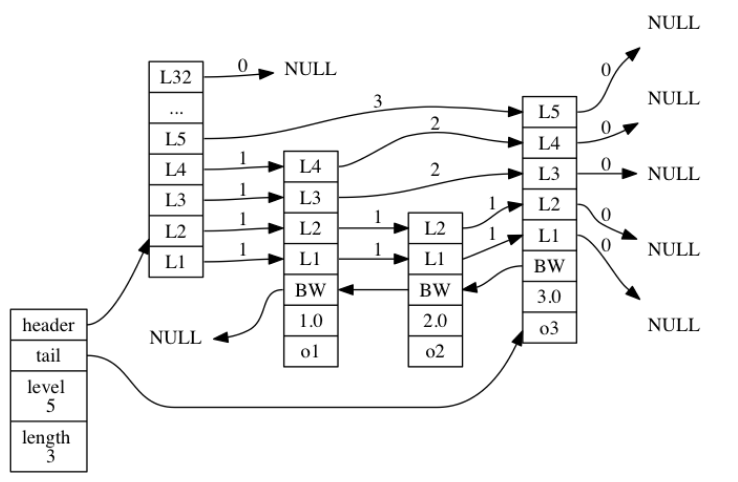 NULL
L32
0
NULL
0
...
3
L5
NULL
L5
2
L4
0
L4
1
L4
L3
1
L3
2
L3
0
NULL
L2
1
L2
1
L2
1
L2
0
L1
1
L1
1
L1
1
L1
0
NULL
BW
BW
BW
header
1.0
2.0
3.0
NULL
NULL
tail
o1
o2
o3
level
5
length
3